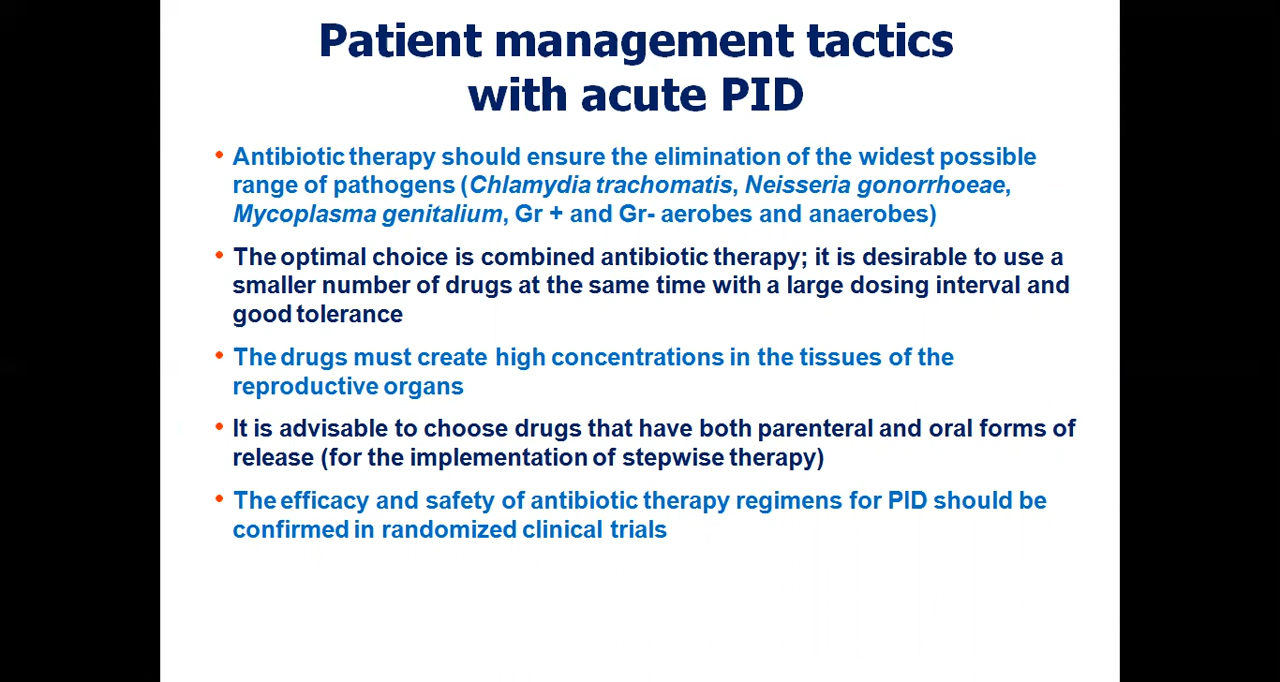 Patient management tactics
with acute PID
• Antibiotic therapy should ensure the elimination of the widest possible
range of pathogens (Chlamydia trachomatis, Neisseria gonorrhoeae,
Mycoplasma genitalium, Gr + and Gr- aerobes and anaerobes)
• The optimal choice is combined antibiotic therapy; it is desirable to use a
smaller number of drugs at the same time with a large dosing interval and
good tolerance
• The drugs must create high concentrations in the tissues of the
reproductive organs
• It is advisable to choose drugs that have both parenteral and oral forms of
release (for the implementation of stepwise therapy)
• The efficacy and safety of antibiotic therapy regimens for PID should be
confirmed in randomized clinical trials